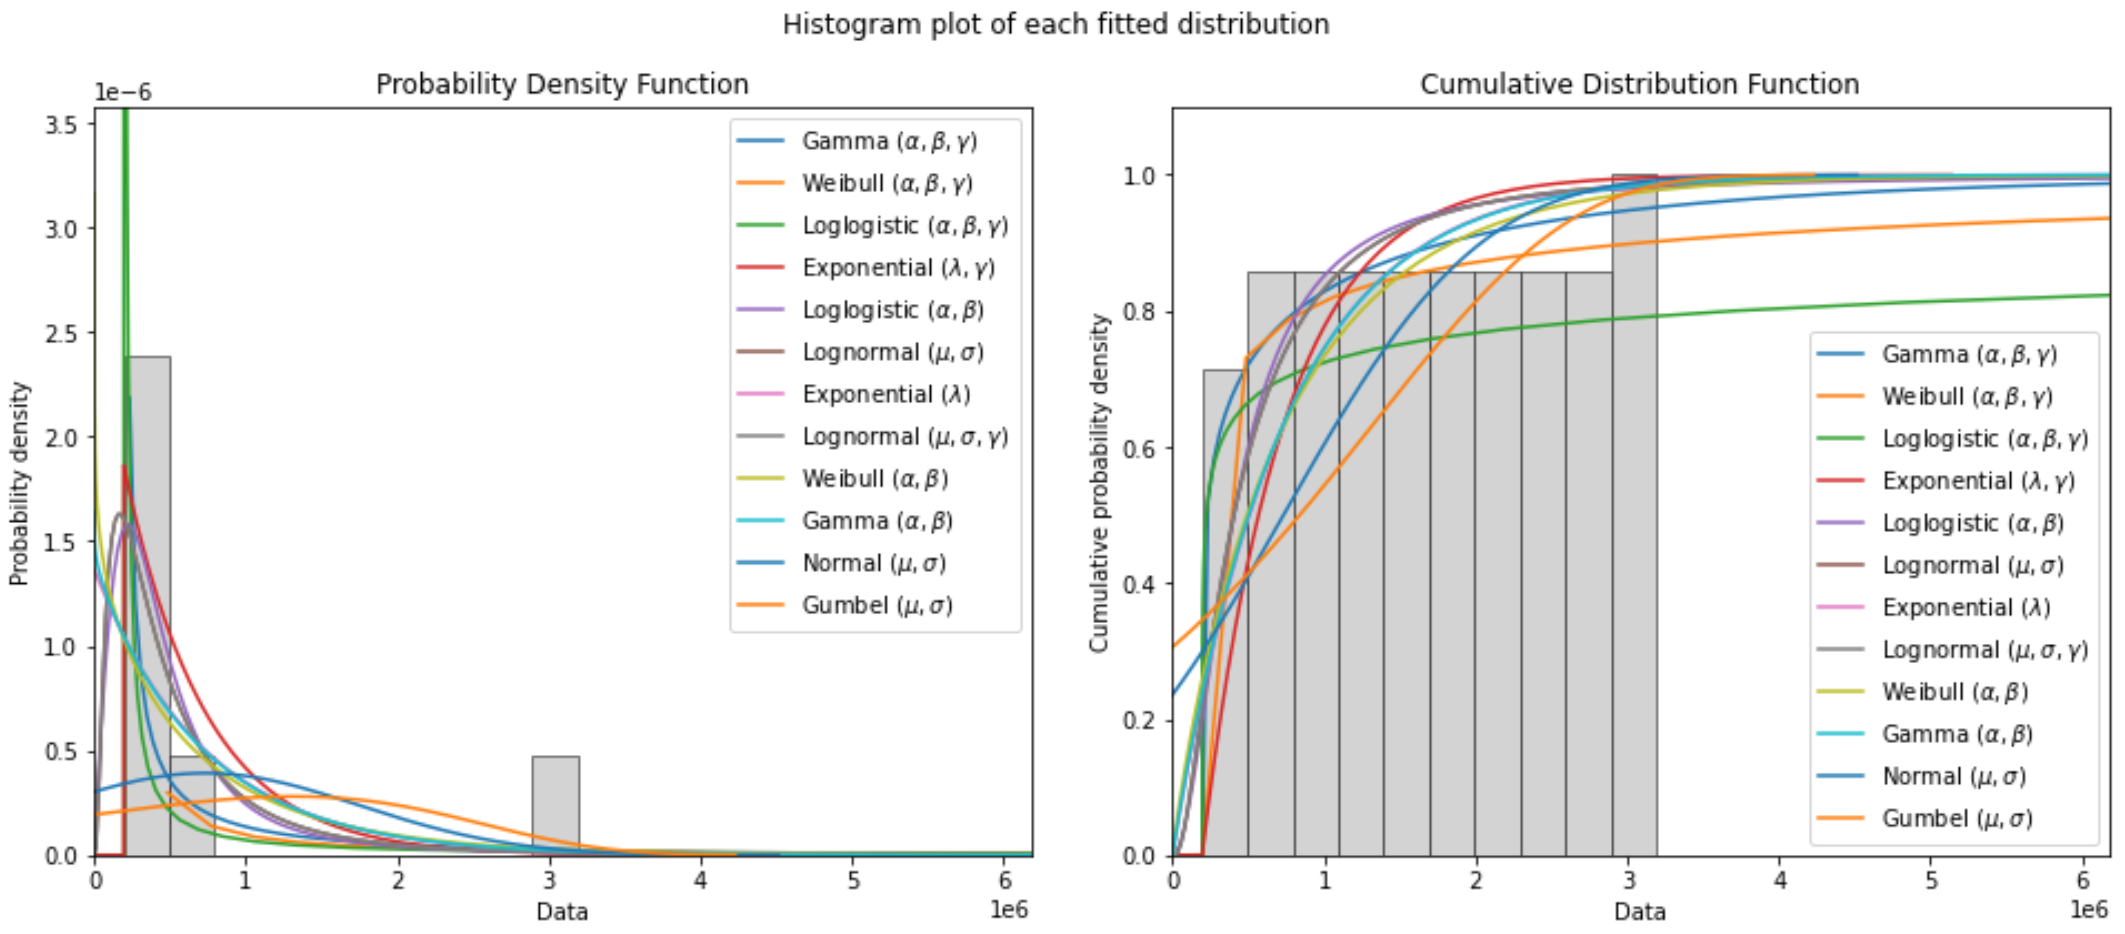 Histogram plot of each fitted distribution
Probability Density Function
1e−6
Probability density
3.5
3.0
2.5
2.0
1.5
1.0
0.5
0.0
0 1 2 3 4 5 6
Data
1e6
Gamma (α, β, γ)
Weibull (α, β, γ)
Loglogistic (α, β, γ)
Exponential (λ, γ)
Loglogistic (α, β)
Lognormal (μ, σ)
Exponential (λ)
Lognormal (μ, σ, γ)
Weibull (α, β)
Gamma (α, β)
Normal (μ, σ)
Gumbel (μ, σ)
Cumulative Distribution Function
Cumulative probability density
1.0
0.8
0.6
0.4
0.2
0.0
0 1 2 3 4 5 6
Data
1e6
Gamma (α, β, γ)
Weibull (α, β, γ)
Loglogistic (α, β, γ)
Exponential (λ, γ)
Loglogistic (α, β)
Lognormal (μ, σ)
Exponential (λ)
Lognormal (μ, σ, γ)
Weibull (α, β)
Gamma (α, β)
Normal (μ, σ)
Gumbel (μ, σ)